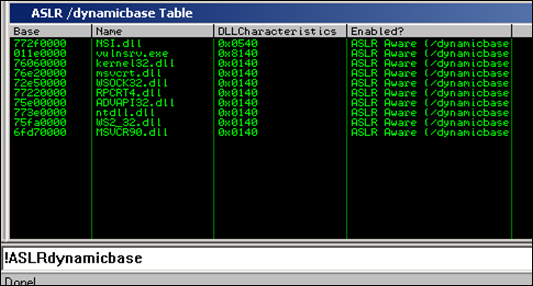 ASLR /dynamicbase Table
Base Name DLLCharacteristics Enabled?
772f0000 NSI.dll 0x0540 ASLR Aware (/dynamicbase
011e0000 vulnsrv.exe 0x8140 ASLR Aware (/dynamicbase
76060000 kernel32.dll 0x0140 ASLR Aware (/dynamicbase
76e20000 msvcrt.dll 0x0140 ASLR Aware (/dynamicbase
72e50000 WSOCK32.dll 0x0140 ASLR Aware (/dynamicbase
77220000 RPCRT4.dll 0x0140 ASLR Aware (/dynamicbase
75e00000 ADVAPI32.dll 0x0140 ASLR Aware (/dynamicbase
773e0000 ntdll.dll 0x0140 ASLR Aware (/dynamicbase
75fa0000 WS2_32.dll 0x0140 ASLR Aware (/dynamicbase
6fd70000 MSVCR90.dll 0x0140 ASLR Aware (/dynamicbase
!ASLRdynamicbase
Done!